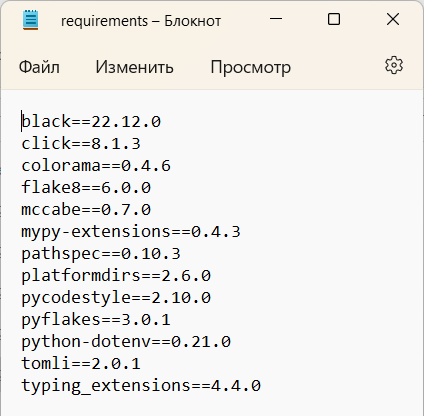 requirements – Блокнот
Файл Изменить Просмотр
black==22.12.0
click==8.1.3
colorama==0.4.6
flake8==6.0.0
mccabe==0.7.0
mypy-extensions==0.4.3
pathspec==0.10.3
platformdirs==2.6.0
pycodestyle==2.10.0
pyflakes==3.0.1
python-dotenv==0.21.0
tomli==2.0.1
typing_extensions==4.4.0